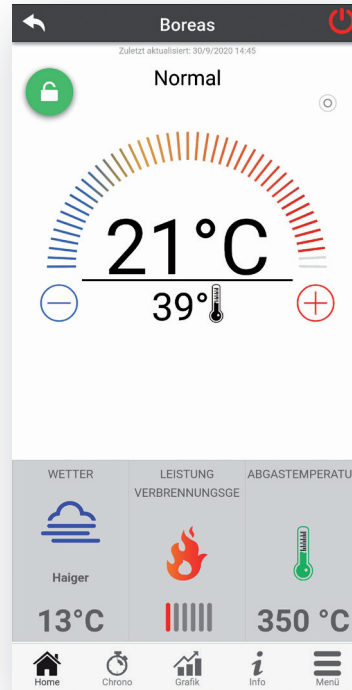 Boreas
Zuletzt aktualisiert: 30/9/2020 14:45
Normal
21°C
39°
WETTER
LEISTUNG
VERBRENNUNGSGE
ABGASTEMPERATU
Haiger
13°C
350 °C
Home
Chrono
Grafik
Info
Menü